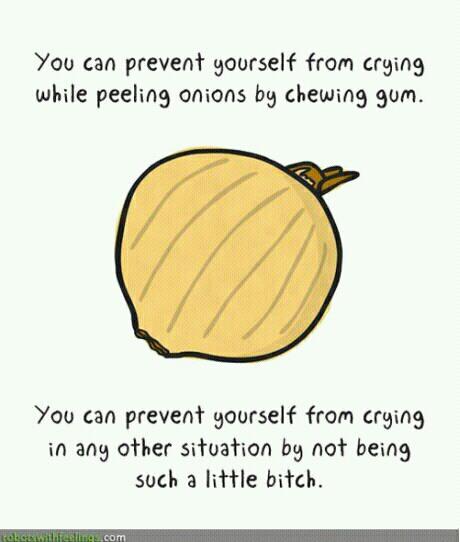 You can prevent yourself from crying
while peeling onions by chewing gum.
You can prevent yourself from crying
in any other situation by not being
such a little bitch.
robotswithfeelings.com